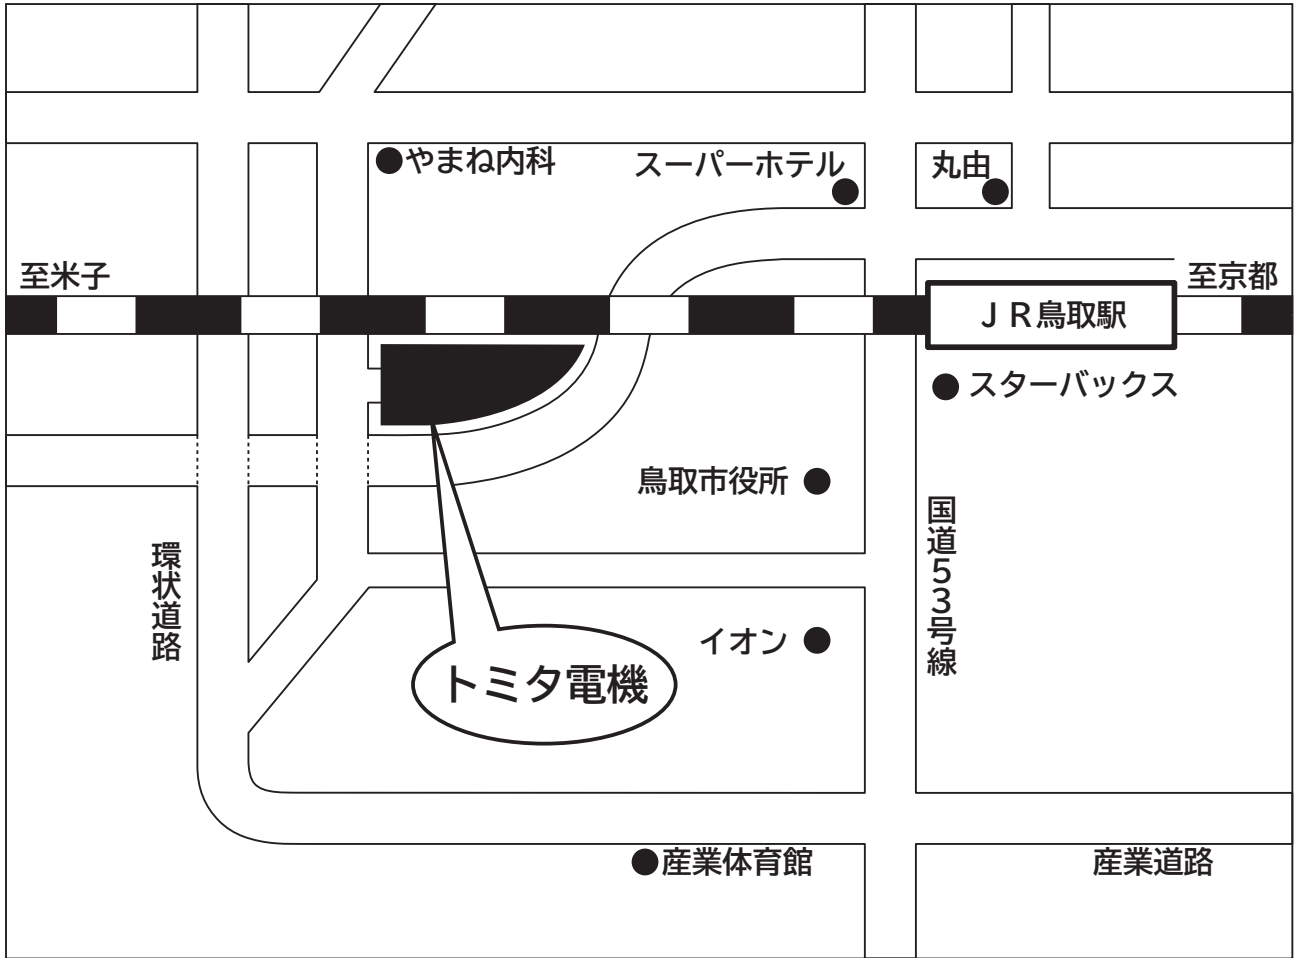 やまね内科
スーパーホテル
丸由
至米子
至京都
ＪＲ鳥取駅
スターバックス
鳥取市役所
国道５３号線
環状道路
イオン
トミタ電機
産業体育館
産業道路